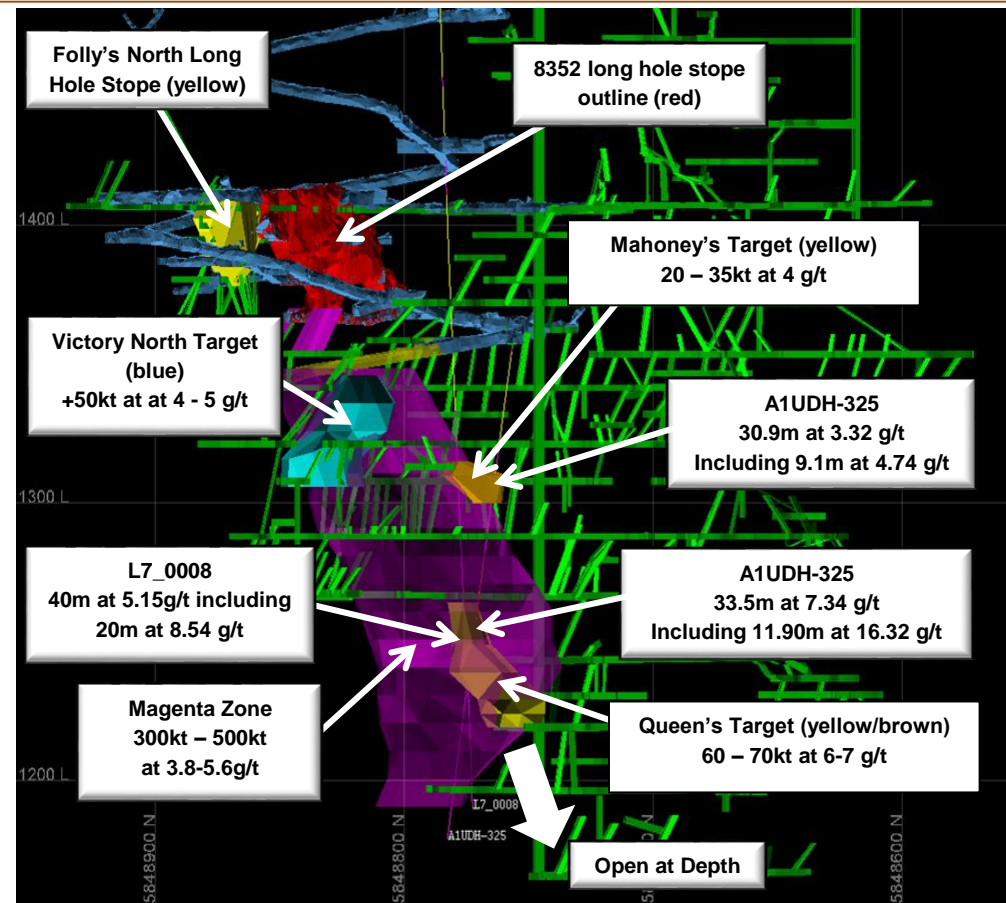 Folly's North Long
Hole Stope (yellow)
8352 long hole stope
outline (red)
1400 L
Mahoney's Target (yellow)
20 – 35kt at 4 g/t
Victory North Target
(blue)
+50kt at at 4 - 5 g/t
A1UDH-325
30.9m at 3.32 g/t
Including 9.1m at 4.74 g/t
1300 L
L7_0008
40m at 5.15g/t including
20m at 8.54 g/t
A1UDH-325
33.5m at 7.34 g/t
Including 11.90m at 16.32 g/t
Magenta Zone
300kt – 500kt
at 3.8-5.6g/t
Queen's Target (yellow/brown)
60 – 70kt at 6-7 g/t
1200 L
L7_0008
A1UDH-325
Open at Depth
5848900 N
5848800 N
5848600 N